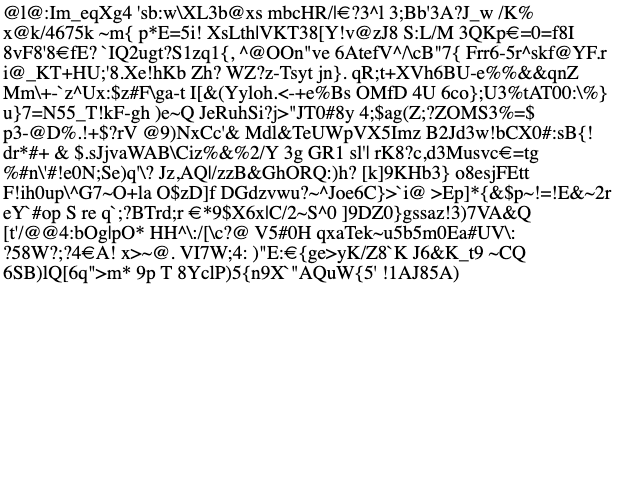 @l@:Im_eqXg4 'sb:w\XL3b@xs mbcHR/|€?3^l 3;Bb'3A?J_w /K%
x@k/4675k ~m{ p*E=5i! XsLth|VKT38[Y!v@zJ8 S:L/M 3QKp€=0=f8I
8vF8'8€fE? `IQ2ugt?S1zq1{, ^@OOn"ve 6AtefV^/\cB"7{ Frr6-5r^skf@YF.r
i@_KT+HU;'8.Xe!hKb Zh? WZ?z-Tsyt jn}. qR;t+XVh6BU-e%%&&qnZ
Mm\+-`z^Ux:$z#F\ga-t I[&(Yyloh.<-+e%Bs OMfD 4U 6co};U3%tAT00:\%}
u}7=N55_T!kF-gh )e~Q JeRuhSi?j>"JT0#8y 4;$ag(Z;?ZOMS3%=$
p3-@D%.!+$?rV @9)NxCc'& Mdl&TeUWpVX5Imz B2Jd3w!bCX0#:sB{!
dr*#+ & $.sJjvaWAB\Ciz%&%2/Y 3g GR1 sl'l rK8?c,d3Musvc€=tg
%#n\'#!e0N;Se)q'\? Jz,AQl/zzB&GhORQ:)h? [k]9KHb3} o8esjFEtt
F!ih0up\^G7~O+la O$zD]f DGdzvwu?~^Joe6C}>`i@ >Ep]*{&$p~!=!E&~2r
eY`#op S re q`;?BTrd;r €*9$X6x|C/2~S^0 ]9DZ0}gssaz!3)7VA&Q
[t'/@@4:bOg|pO* HH^\:/[\c?@ V5#0H qxaTek~u5b5m0Ea#UV\:
?58W?;?4€A! x>~@. VI7W;4: )"E:€{ge>yK/Z8`K J6&K_t9 ~CQ
6SB)lQ[6q">m* 9p T 8YclP)5{n9X`"AQuW{5' !1AJ85A)